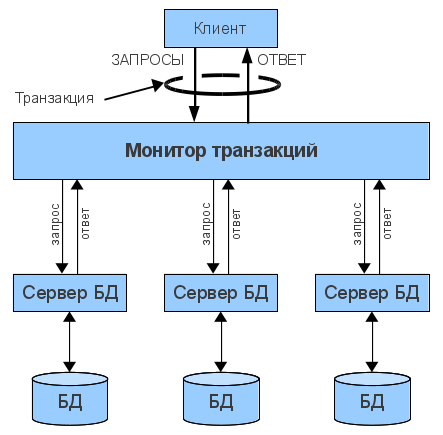 Клиент
ЗАПРОСЫ ОТВЕТ
Транзакция
Монитор транзакций
запрос ответ запрос ответ запрос ответ
Сервер БД Сервер БД Сервер БД
БД БД БД